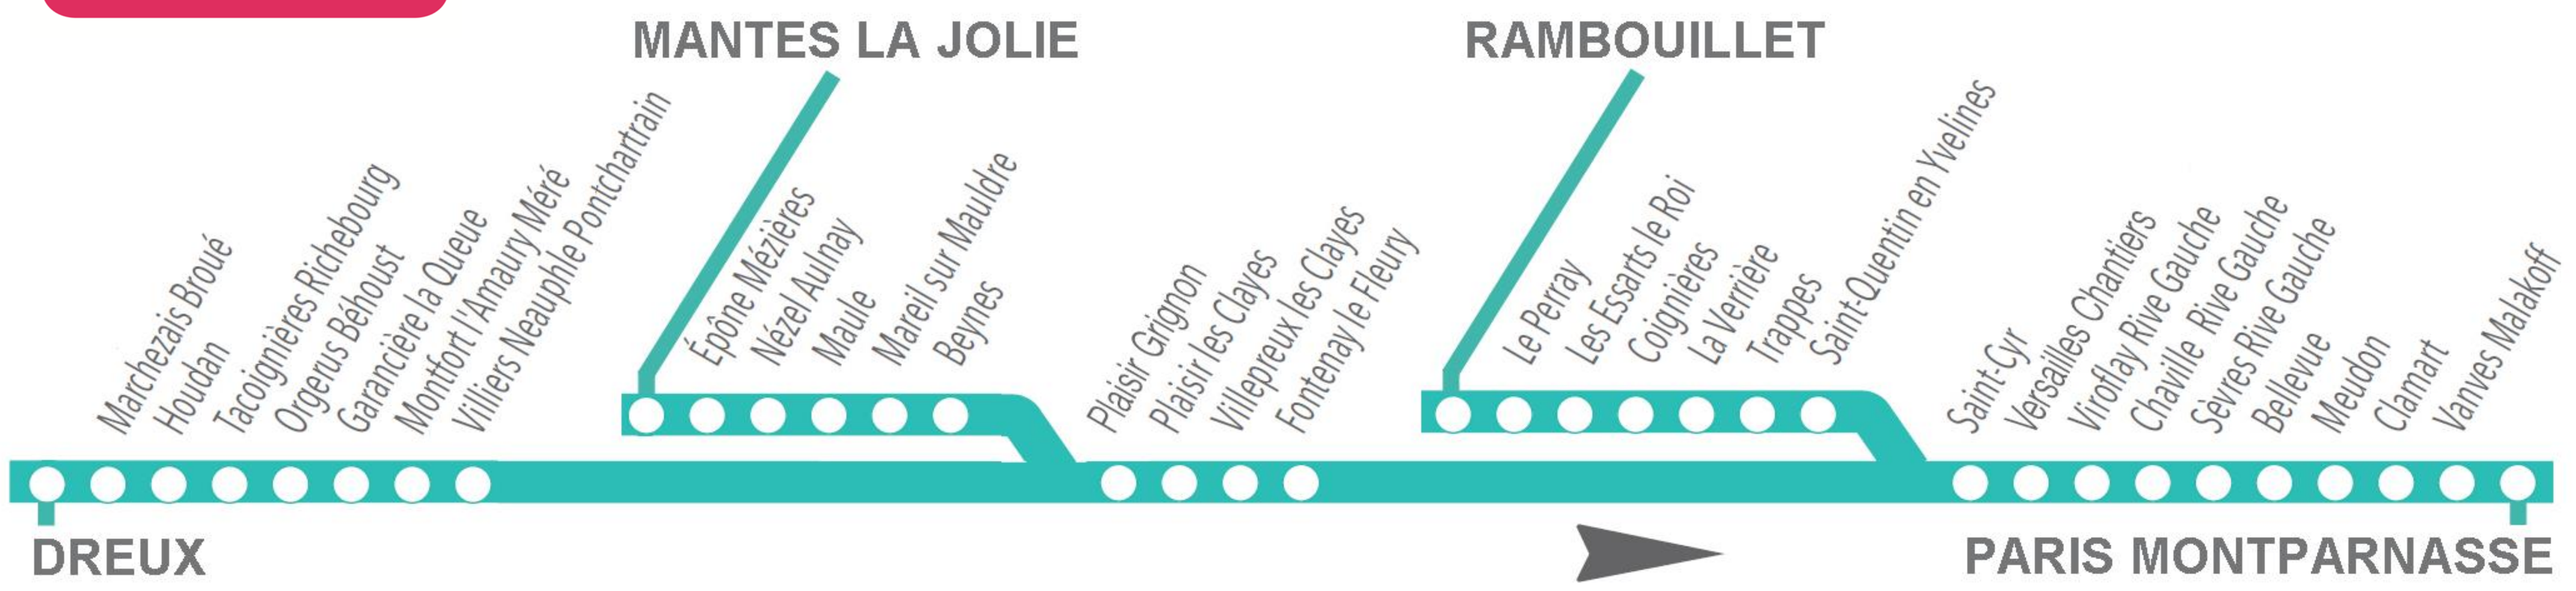 MANTES LA JOLIE
RAMBOUILLET
Marchezais Broué
Houdan
Tacoignières Richebourg
Orgerus Béhoust
Garancière la Queue
Montfort l'Amaury Méré
Villiers Neauphle Pontchartrain
Épône Mézières
Nézel Aulnay
Maule
Mareil sur Mauldre
Beynes
Plaisir Grignon
Plaisir les Clayes
Villepreux les Clayes
Fontenay le Fleury
Le Perray
Les Essarts le Roi
Coignières
La Verrière
Trappes
Saint-Quentin en Yvelines
Saint-Cyr
Versailles Chantiers
Viroflay Rive Gauche
Chaville Rive Gauche
Sèvres Rive Gauche
Bellevue
Meudon
Clamart
Vanves Malakoff
DREUX
PARIS MONTPARNASSE